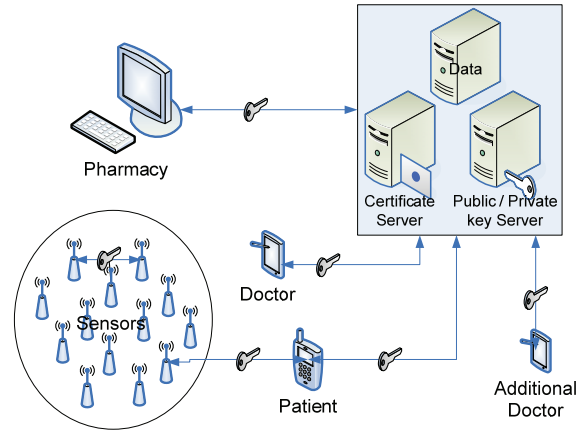 Data
Pharmacy
Certificate
Server
Public / Private
key Server
Doctor
Sensors
Patient
Additional
Doctor